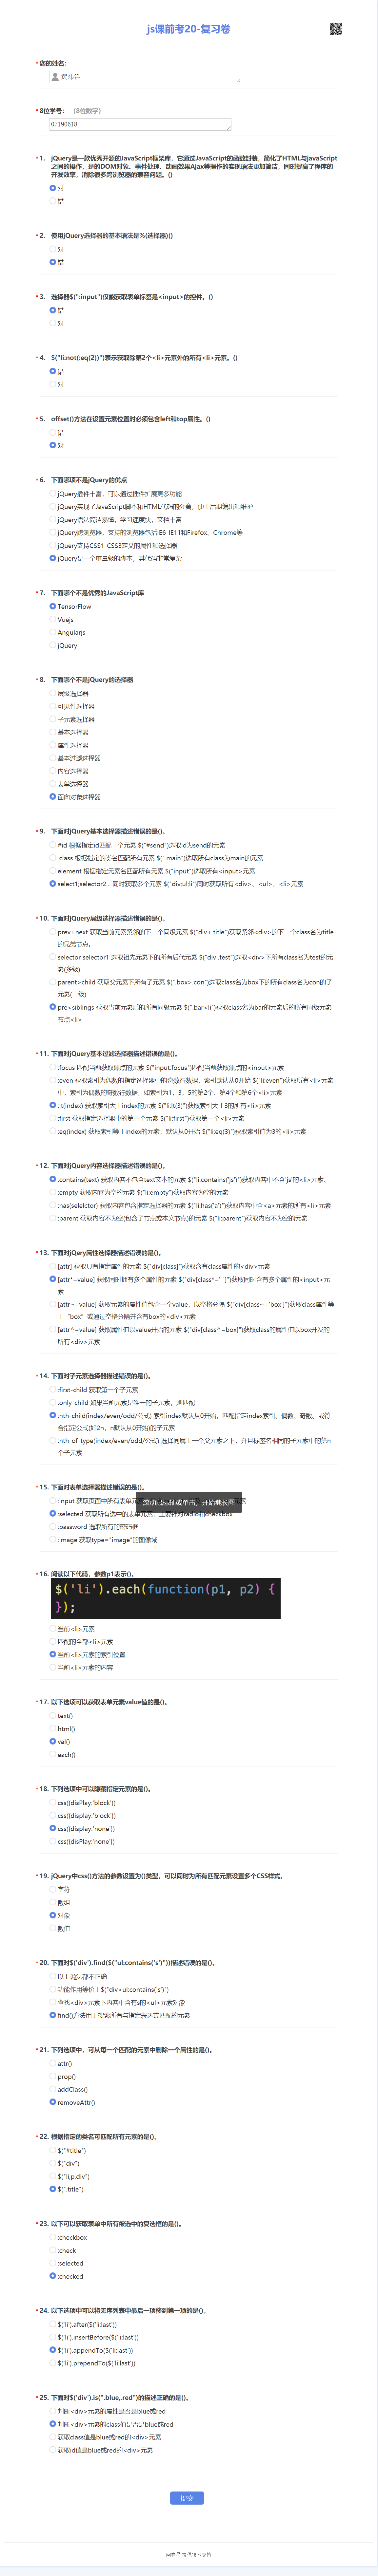 js课前考20-复习卷
* 您的姓名:
* 8位学号: (8位数字)
07190618
* 1. jQuery是一款优秀开源的JavaScript框架库，它通过JavaScript的函数封装，简化了HTML与javaScript
之间的操作，是的DOM对象、事件处理、动画效果Ajax等操作的实现语法更加简洁，同时提高了程序的
开发效率，消除很多跨浏览器的兼容问题。()
对
错
* 2. 使用jQuery选择器的基本语法是%(选择器)()
对
错
* 3. 选择器$(":input")仅能获取表单标签是<input>的控件。()
错
对
* 4. $("li:not(:eq(2))")表示获取除第2个<li>元素外的所有<li>元素。()
错
对
* 5. offset()方法在设置元素位置时必须包含left和top属性。()
错
对
* 6. 下面哪项不是jQuery的优点
jQuery插件丰富，可以通过插件扩展更多功能
jQuery实现了JavaScript脚本和HTML代码的分离，便于后期编辑和维护
jQuery语法简洁易懂，学习速度快，文档丰富
jQuery跨浏览器，支持的浏览器包括IE6-IE11和Firefox、Chrome等
jQuery支持CSS1-CSS3定义的属性和选择器
jQuery是一个重量级的脚本，其代码非常复杂
* 7. 下面哪个不是优秀的JavaScript库
TensorFlow
Vuejs
Angularjs
jQuery
* 8. 下面哪个不是jQuery的选择器
层级选择器
可见性选择器
子元素选择器
基本选择器
属性选择器
基本过滤选择器
内容选择器
表单选择器
面向对象选择器
* 9. 下面对jQuery基本选择器描述错误的是()。
#id 根据指定id匹配一个元素 $("#send")选取id为send的元素
.class 根据指定的类名匹配所有元素 $(".main")选取所有class为main的元素
element 根据指定元素名匹配所有元素 $("input")选取所有<input>元素
select1;selector2... 同时获取多个元素 $("div;ul;li")同时获取所有<div>、<ul>、<li>元素
* 10. 下面对jQuery层级选择器描述错误的是()。
prev+next 获取当前元素紧邻的下一个同级元素 $("div+.title")获取紧邻<div>的下一个class名为title
的兄弟节点。
selector selector1 选取祖先元素下的所有后代元素 $("div .test")选取<div>下所有class名为test的元
素(多级)
parent>child 获取父元素下所有子元素 $(".box>.con")选取class名为box下的所有class名为con的子
元素(一级)
pre<siblings 获取当前元素后的所有同级元素 $(".bar<li")获取class名为bar的元素后的所有同级元素
节点<li>
* 11. 下面对jQuery基本过滤选择器描述错误的是()。
:focus 匹配当前获取焦点的元素 $("input:focus")匹配当前获取焦点的<input>元素
:even 获取索引为偶数的指定选择器中的奇数行数据，索引默认从0开始 $("li:even")获取所有<li>元素
中，索引为偶数的奇数行数据，如索引为1、3、5的第2个、第4个和第6个<li>元素
:lt(index) 获取索引大于index的元素 $("li:lt(3)")获取索引大于3的所有<li>元素
:first 获取指定选择器中的第一个元素 $("li:first")获取第一个<li>元素
:eq(index) 获取索引等于index的元素，默认从0开始 $("li:eq(3)")获取索引值为3的<li>元素
* 12. 下面对jQuery内容选择器描述错误的是()。
:contains(text) 获取内容不包含text文本的元素 $("li:contains('js')")获取内容中不含'js'的<li>元素。
:empty 获取内容为空的元素 $("li:empty")获取内容为空的元素
:has(selelctor) 获取内容包含指定选择器的元素 $("li:has('a')")获取内容中含<a>元素的所有<li>元素
:parent 获取内容不为空(包含子节点或本文节点)的元素 $("li:parent")获取内容不为空的元素
* 13. 下面对jQery属性选择器描述错误的是()。
[attr] 获取具有指定属性的元素 $("div[class]")获取含有class属性的<div>元素
[attr*=value] 获取同时拥有多个属性的元素 $("div[class*='-']")获取同时含有多个属性的<input>元
素
[attr~=value] 获取元素的属性值包含一个value，以空格分隔 $("div[class~='box']")获取class属性等
于“box”或通过空格分隔并含有box的<div>元素
[attr^=value] 获取属性值以value开始的元素 $("div[class^=box]")获取class的属性值以box开发的
所有<div>元素
* 14. 下面对子元素选择器描述错误的是()。
:first-child 获取第一个子元素
:only-child 如果当前元素是唯一的子元素，则匹配
:nth-child(index/even/odd/公式) 索引index默认从0开始，匹配指定index索引、偶数、奇数、或符
合指定公式(如2n，n默认从0开始)的子元素
:nth-of-type(index/even/odd/公式) 选择同属于一个父元素之下，并且标签名相同的子元素中的第n
个子元素
* 15. 下面对表单选择器描述错误的是()。
:input 获取页面中所有表单元
滚动鼠标轴或单击，开始截长图
:selected 获取所有选中的表单元素，主要针对radio和checkbox
:password 选取所有的密码框
:image 获取type="image"的图像域
* 16. 阅读以下代码，参数p1表示()。
$('li').each(function(p1, p2) {
});
当前<li>元素
匹配的全部<li>元素
当前<li>元素的索引位置
当前<li>元素的内容
* 17. 以下选项可以获取表单元素value值的是()。
text()
html()
val()
each()
* 18. 下列选项中可以隐藏指定元素的是()。
css({disPlay:'block'})
css({display:'block'})
css({display:'none'})
css({disPlay:'none'})
* 19. jQuery中css()方法的参数设置为()类型，可以同时为所有匹配元素设置多个CSS样式。
字符
数组
对象
数值
* 20. 下面对$('div').find($("ul:contains('s')"))描述错误的是()。
以上说法都不正确
功能作用等价于$("div>ul:contains('s')")
查找<div>元素下内容中含有s的<ul>元素对象
find()方法用于搜索所有与指定表达式匹配的元素
* 21. 下列选项中，可从每一个匹配的元素中删除一个属性的是()。
attr()
prop()
addClass()
removeAttr()
* 22. 根据指定的类名可匹配所有元素的是()。
$("#title")
$("div")
$("li,p,div")
$(".title")
* 23. 以下可以获取表单中所有被选中的复选框的是()。
:checkbox
:check
:selected
:checked
* 24. 以下选项中可以将无序列表中最后一项移到第一项的是()。
$('li').after($('li:last'))
$('li').insertBefore($('li:last'))
$('li').appendTo($('li:last'))
$('li').prependTo($('li:last'))
* 25. 下面对$('div').is(".blue,.red")的描述正确的是()。
判断<div>元素的属性是否是blue或red
判断<div>元素的class值是否是blue或red
获取class值是blue或red的<div>元素
获取id值是blue或red的<div>元素
提交
问卷星 提供技术支持